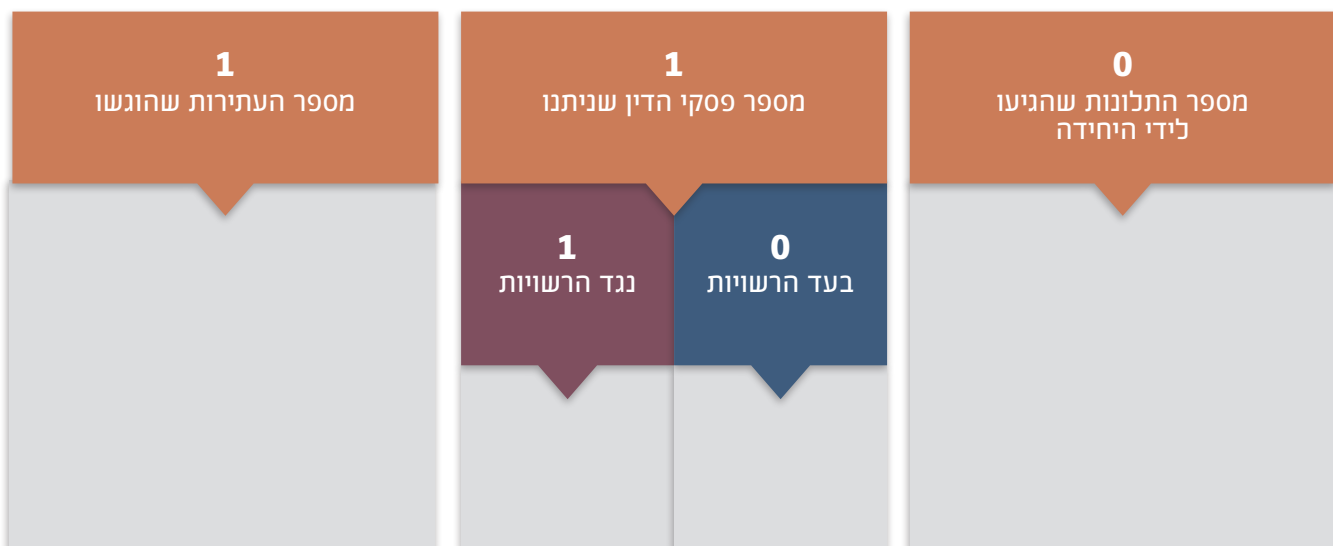 0
מספר התלונות שהגיעו
לידי היחידה
1
מספר פסקי הדין שניתנו
0
בעד הרשויות
1
נגד הרשויות
1
מספר העתירות שהוגשו